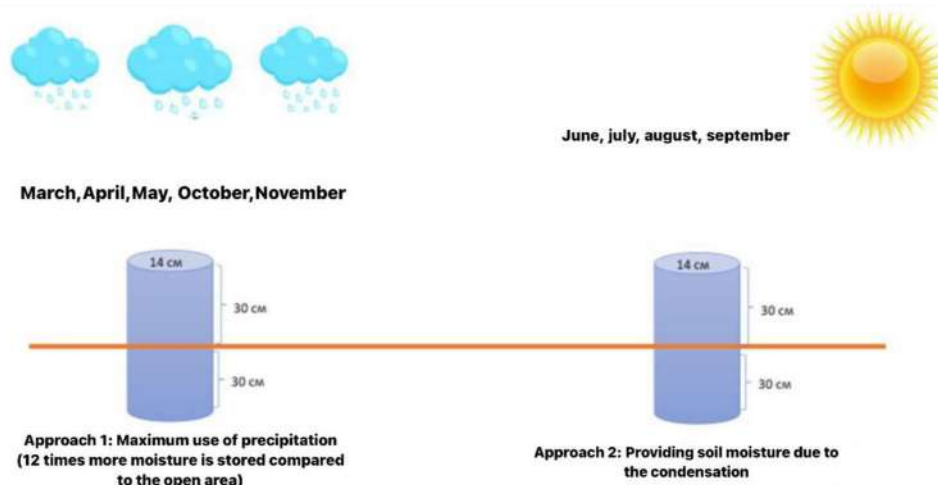 June, july, august, september
March,April,May, October,November
14 см
30 см
30 см
Approach 1: Maximum use of precipitation
(12 times more moisture is stored compared
to the open area)
14 см
30 см
30 см
Approach 2: Providing soil moisture due to
the condensation